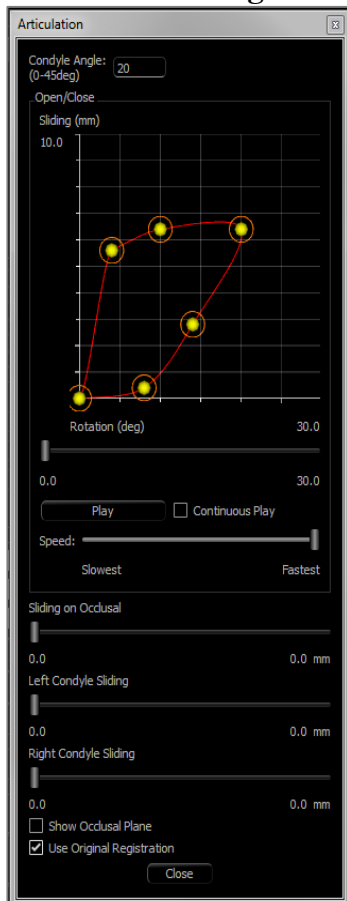 Articulation
Condyle Angle: 20
(0-45deg)
Open/Close
Sliding (mm)
10.0
Rotation (deg) 30.0
0.0 30.0
Play Continuous Play
Speed:
Slowest Fastest
Sliding on Occlusal
0.0 0.0 mm
Left Condyle Sliding
0.0 0.0 mm
Right Condyle Sliding
0.0 0.0 mm
Show Occlusal Plane
Use Original Registration
Close